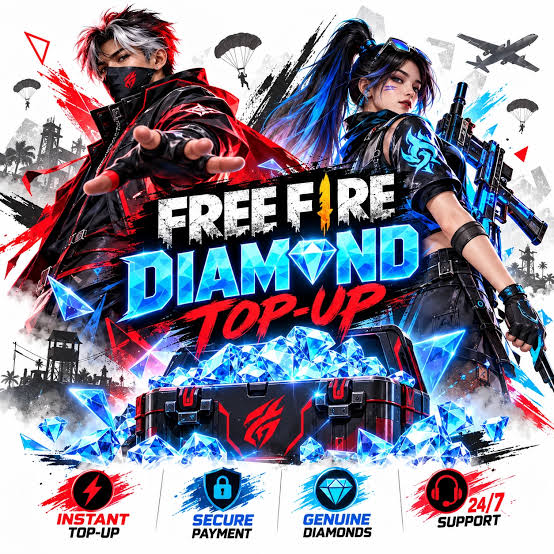 FREE FIRE
DIAMOND
TOP-UP
INSTANT
TOP-UP
SECURE
PAYMENT
GENUINE
DIAMONDS
24/7
SUPPORT